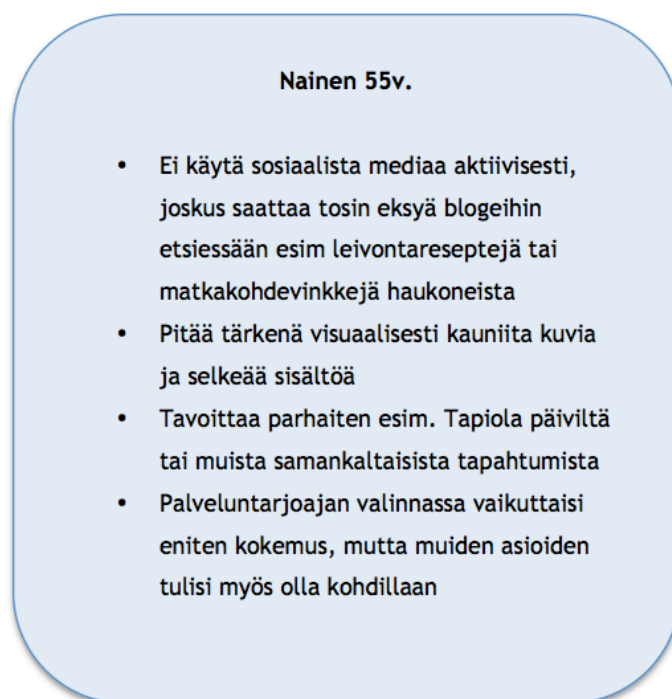 Nainen 55v.
• Ei käytä sosiaalista mediaa aktiivisesti,
joskus saattaa tosin eksyä blogeihin
etsiessään esim leivontareseptejä tai
matkakohdevinkkejä haukoneista
• Pitää tärkenä visuaalisesti kauniita kuvia
ja selkeää sisältöä
• Tavoittaa parhaiten esim. Tapiola päiviltä
tai muista samankaltaisista tapahtumista
• Palveluntarjoajan valinnassa vaikuttaisi
eniten kokemus, mutta muiden asioiden
tulisi myös olla kohdillaan